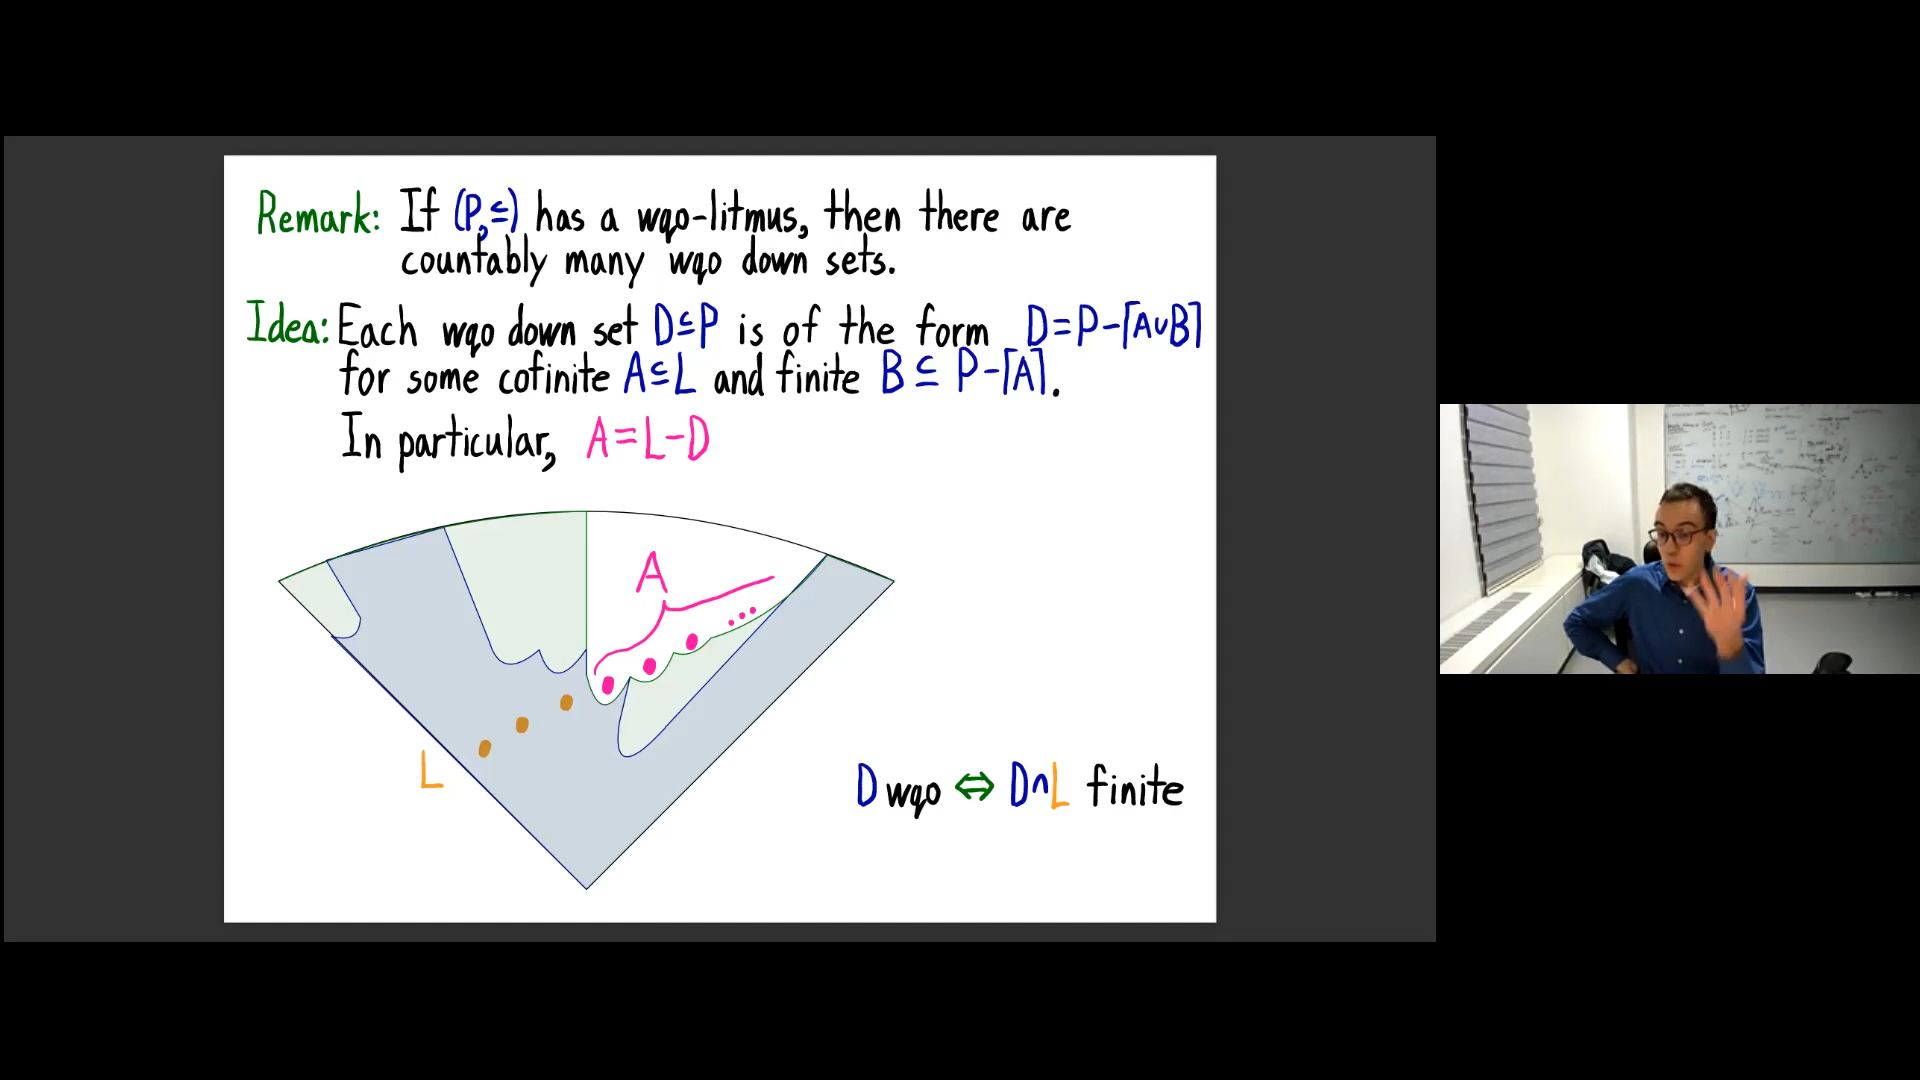 Remark: If (P,≤) has a wqo-litmus, then there are
countably many wqo down sets.
Idea: Each wqo down set D⊆P is of the form D=P-⌈A∪B⌉
for some cofinite A⊆L and finite B ⊆ P-⌈A⌉.
In particular, A=L-D
A
L
D wqo ⇔ D∩L finite